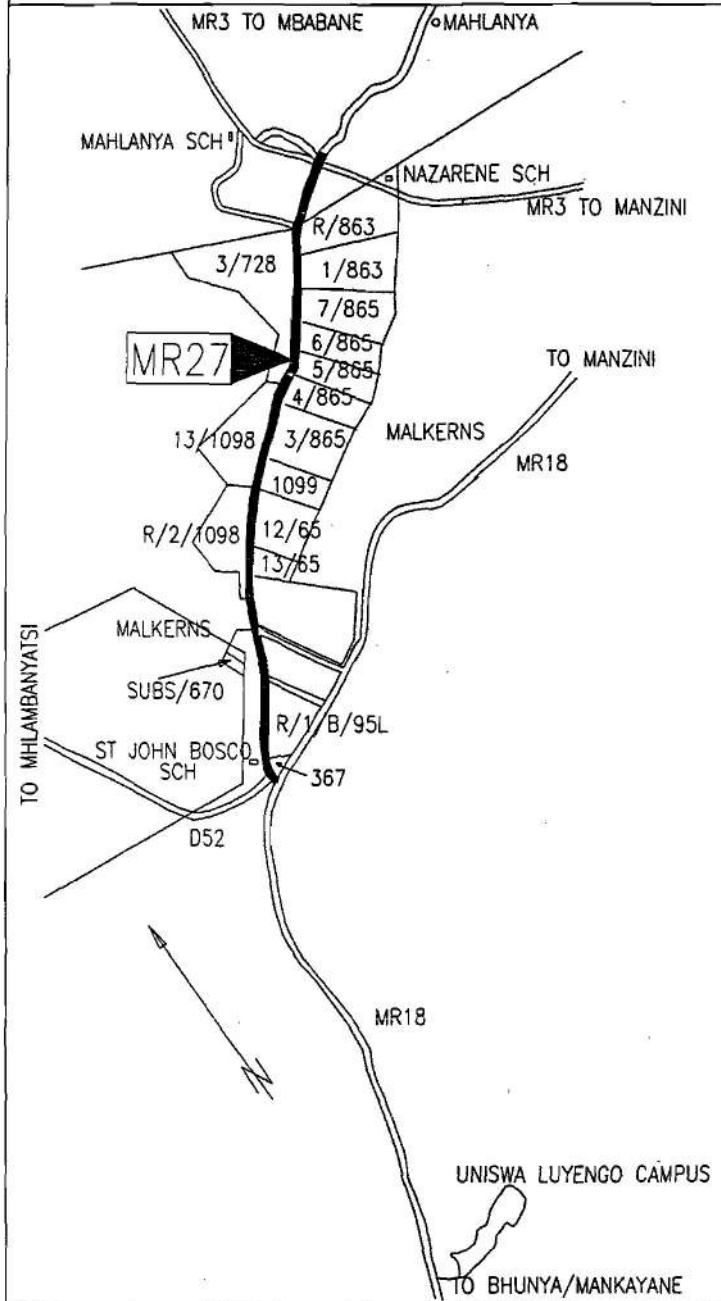 MR3 TO MBABANE
MAHLANYA
MAHLANYA SCH
NAZARENE SCH
MR3 TO MANZINI
R/863
3/728
1/863
7/865
6/865
MR27
5/865
TO MANZINI
4/865
13/1098
3/865
MALKERNS
MR18
1099
R/2/1098
12/65
13/65
MALKERNS
TO MHLAMBANYATSI
SUBS/670
R/1/B/95L
ST JOHN BOSCO
SCH
367
D52
MR18
N
UNISWA LUYENGO CAMPUS
TO BHUNYA/MANKAYANE